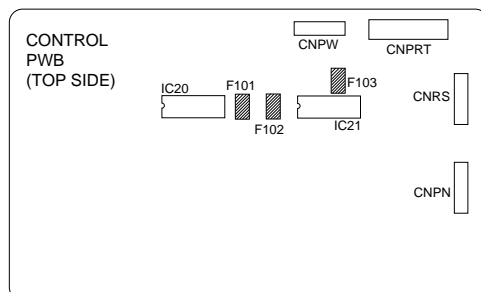 CONTROL
PWB
(TOP SIDE)
CNPW
CNPRT
IC20
F101
F102
F103
IC21
CNRS
CNPN